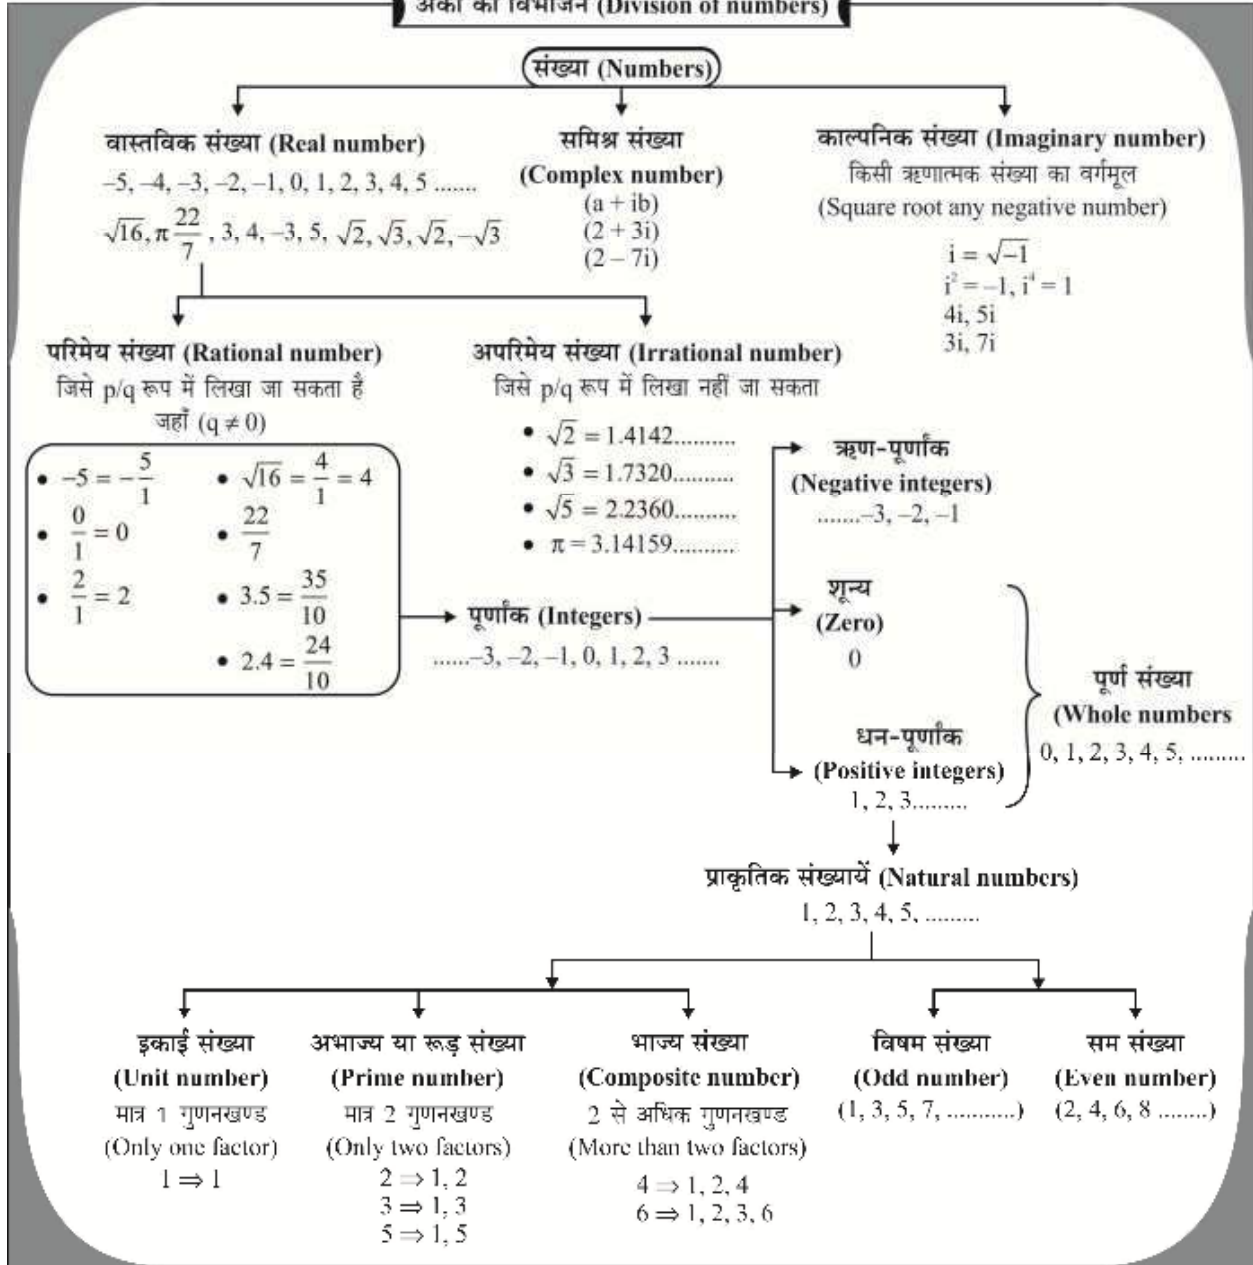 अंकों का विभाजन (Division of numbers)
संख्या (Numbers)
वास्तविक संख्या (Real number)
–5, –4, –3, –2, –1, 0, 1, 2, 3, 4, 5 .......
√16, π 22/7 , 3, 4, –3, 5, √2, √3, √2, –√3
समिश्र संख्या
(Complex number)
(a + ib)
(2 + 3i)
(2 – 7i)
काल्पनिक संख्या (Imaginary number)
किसी ऋणात्मक संख्या का वर्गमूल
(Square root any negative number)
i = √–1
i² = –1, i⁴ = 1
4i, 5i
3i, 7i
परिमेय संख्या (Rational number)
जिसे p/q रूप में लिखा जा सकता है
जहाँ (q ≠ 0)
• –5 = –5/1
• 0/1 = 0
• 2/1 = 2
• √16 = 4/1 = 4
• 22/7
• 3.5 = 35/10
• 2.4 = 24/10
अपरिमेय संख्या (Irrational number)
जिसे p/q रूप में लिखा नहीं जा सकता
• √2 = 1.4142..........
• √3 = 1.7320..........
• √5 = 2.2360..........
• π = 3.14159..........
पूर्णांक (Integers)
......–3, –2, –1, 0, 1, 2, 3 .......
ऋण-पूर्णांक
(Negative integers)
.......–3, –2, –1
शून्य
(Zero)
0
धन-पूर्णांक
(Positive integers)
1, 2, 3.........
पूर्ण संख्या
(Whole numbers
0, 1, 2, 3, 4, 5, .........
प्राकृतिक संख्यायें (Natural numbers)
1, 2, 3, 4, 5, .........
इकाई संख्या
(Unit number)
मात्र 1 गुणनखण्ड
(Only one factor)
1 ⇒ 1
अभाज्य या रूड़ संख्या
(Prime number)
मात्र 2 गुणनखण्ड
(Only two factors)
2 ⇒ 1, 2
3 ⇒ 1, 3
5 ⇒ 1, 5
भाज्य संख्या
(Composite number)
2 से अधिक गुणनखण्ड
(More than two factors)
4 ⇒ 1, 2, 4
6 ⇒ 1, 2, 3, 6
विषम संख्या
(Odd number)
(1, 3, 5, 7, ...........)
सम संख्या
(Even number)
(2, 4, 6, 8 ........)